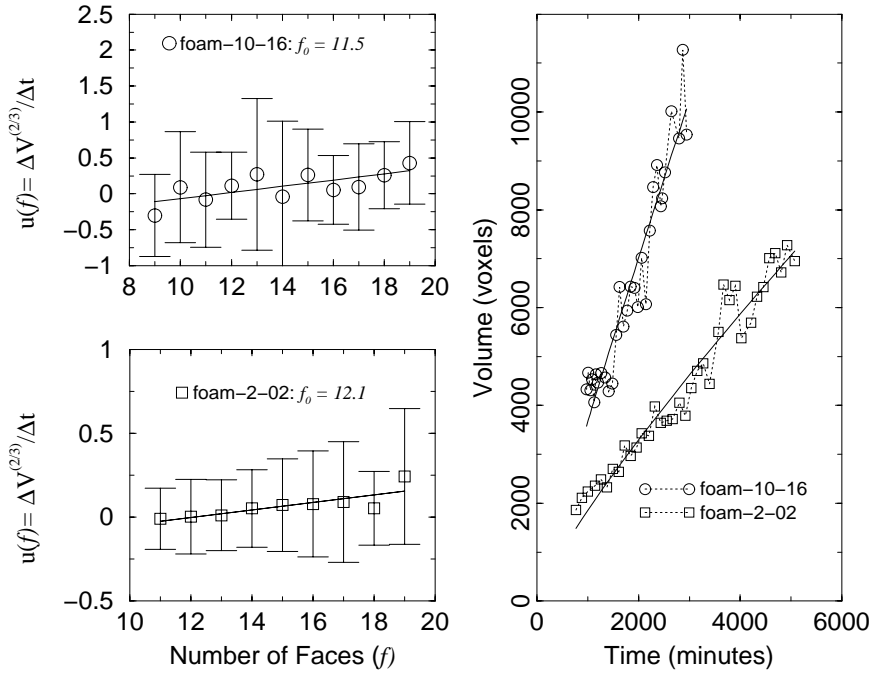 2.5
2
1.5
1
0.5
0
−0.5
−1
8 10 12 14 16 18 20
u(f)= ΔV^(2/3)/Δt
foam−10−16: f₀ = 11.5
1
0.5
0
−0.5
10 12 14 16 18 20
u(f)= ΔV^(2/3)/Δt
foam−2−02: f₀ = 12.1
Number of Faces (f)
10000
8000
6000
4000
2000
0
Volume (voxels)
foam−10−16
foam−2−02
0 2000 4000 6000
Time (minutes)